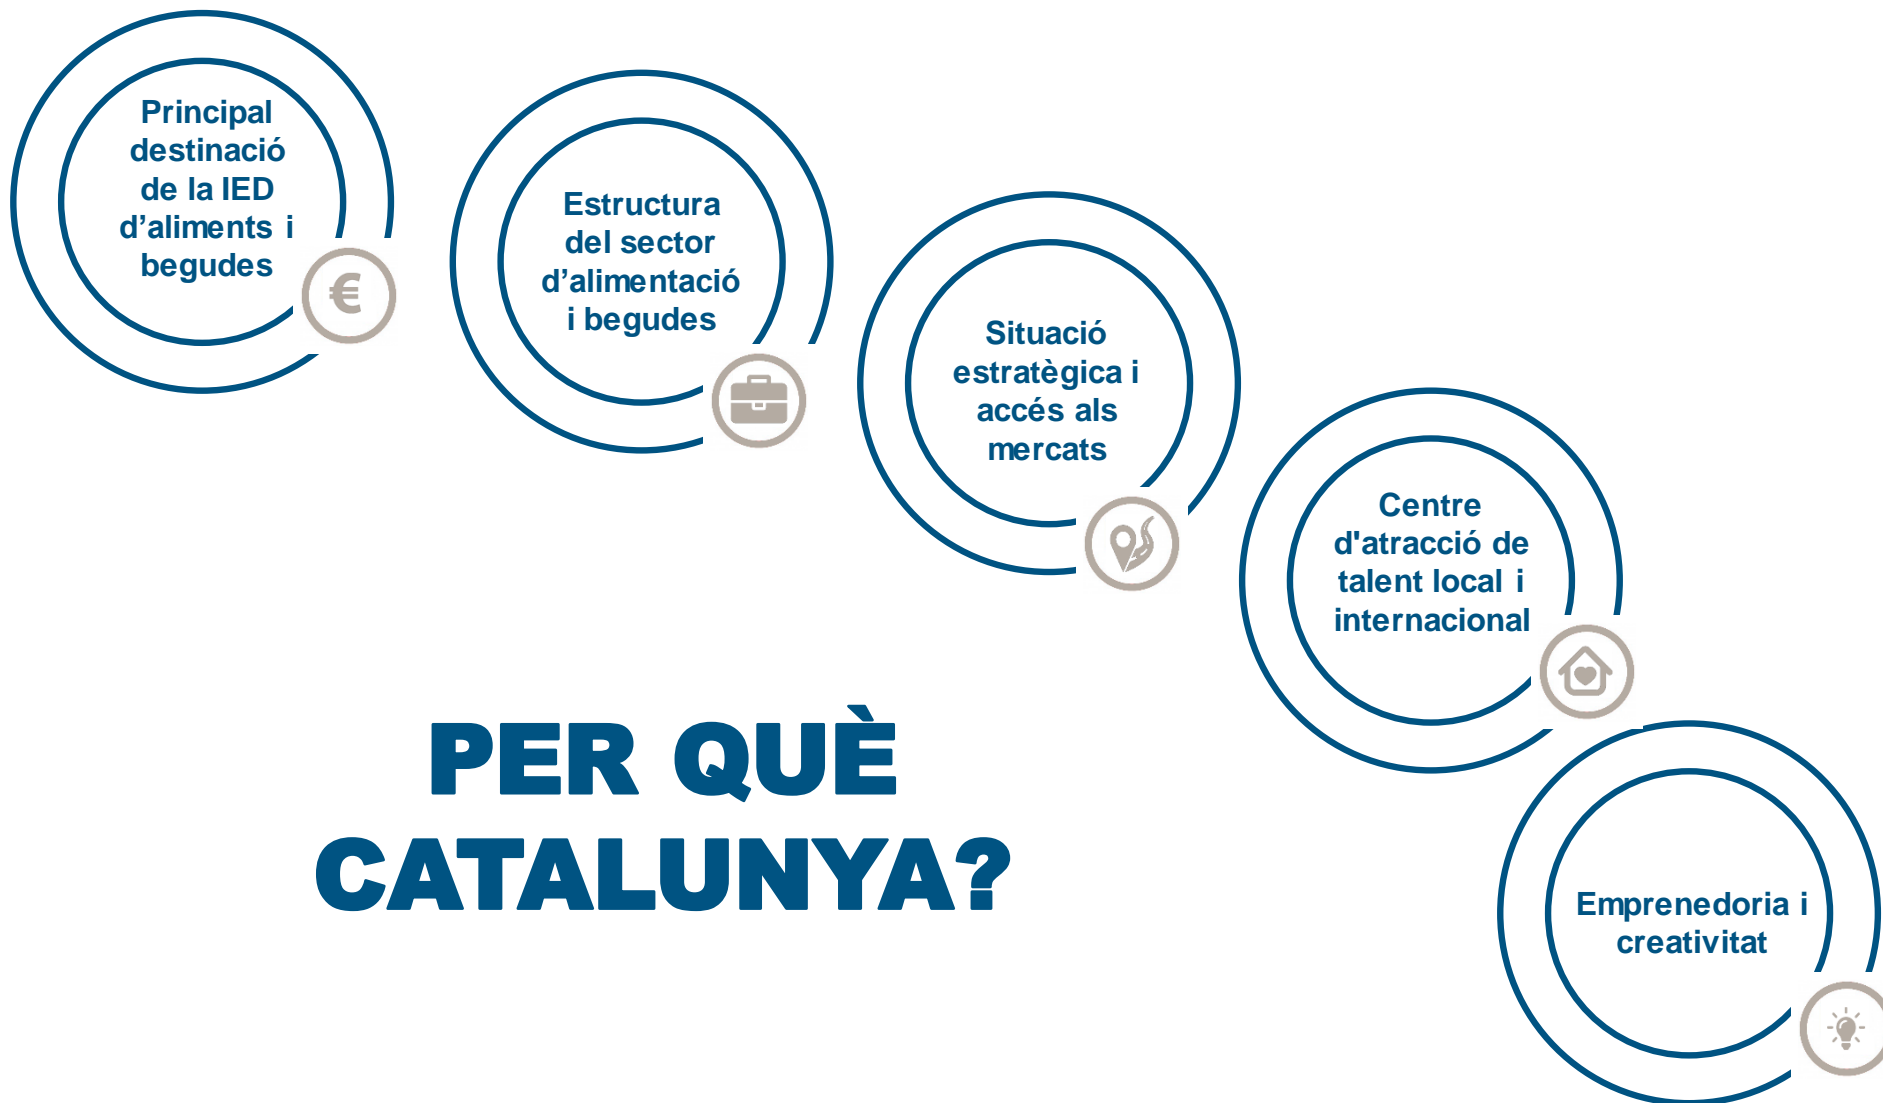 Principal
destinació
de la IED
d’aliments i
begudes
€
Estructura
del sector
d’alimentació
i begudes
Situació
estratègica i
accés als
mercats
Centre
d'atracció de
talent local i
internacional
Emprenedoria i
creativitat
PER QUÈ
CATALUNYA?